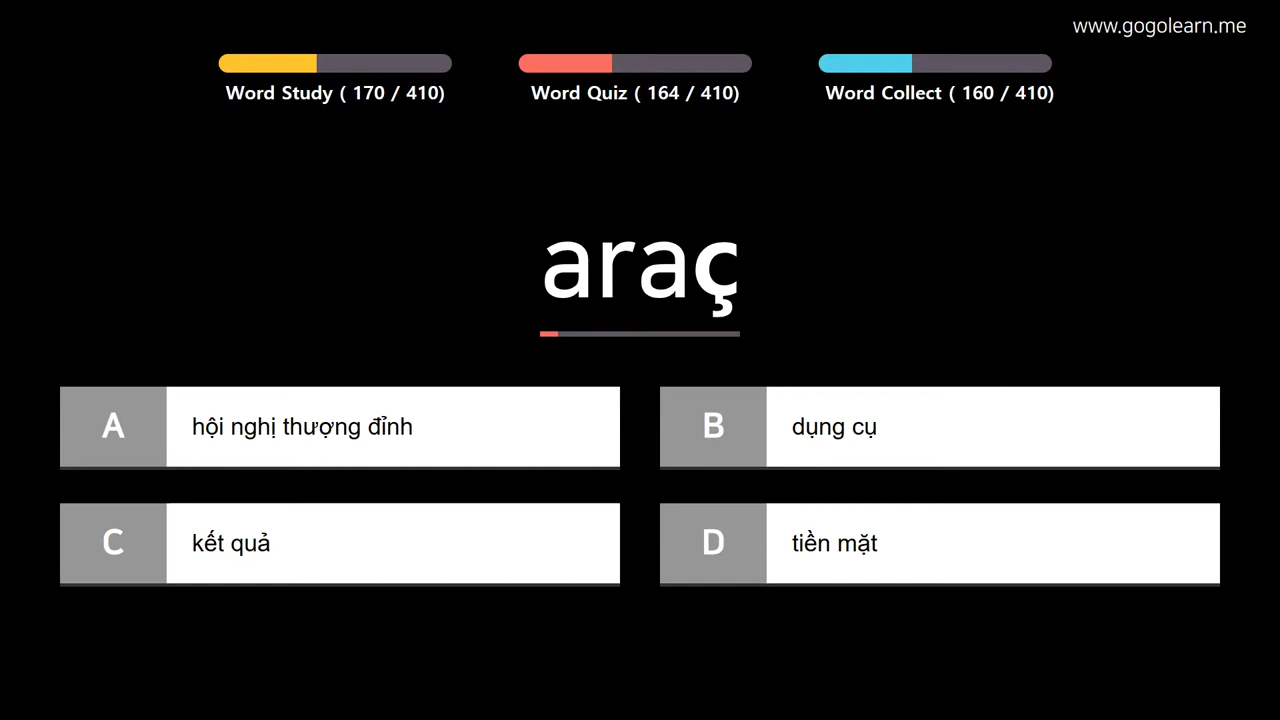 www.gogolearn.me
Word Study ( 170 / 410)
Word Quiz ( 164 / 410)
Word Collect ( 160 / 410)
araç
A
hội nghị thượng đỉnh
B
dụng cụ
C
kết quả
D
tiền mặt